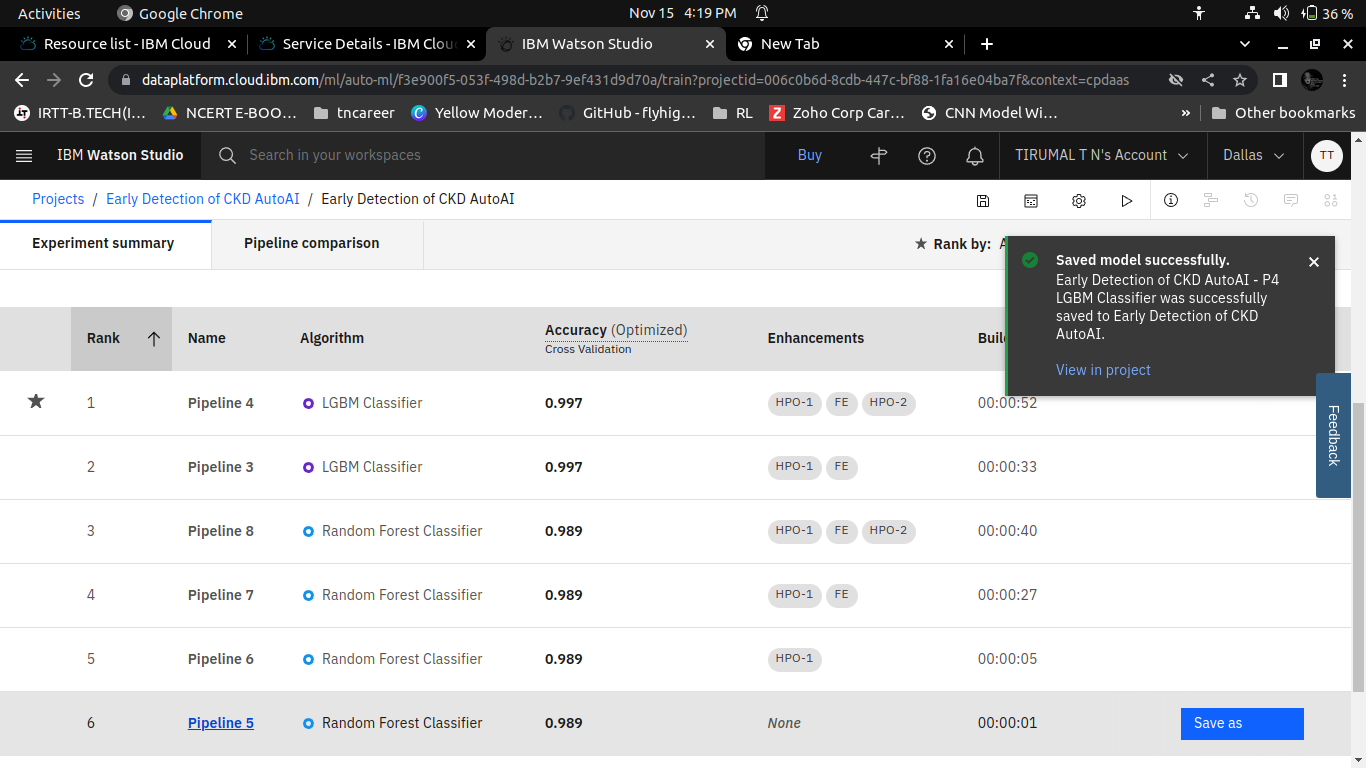 Activities Google Chrome Nov 15 4:19 PM 36 %
Resource list - IBM Cloud Service Details - IBM Clou IBM Watson Studio New Tab
dataplatform.cloud.ibm.com/ml/auto-ml/f3e900f5-053f-498d-b2b7-9ef431d9d70a/train?projectid=006c0b6d-8cdb-447c-bf88-1fa16e04ba7f&context=cpdaas
IRTT-B.TECH(I... NCERT E-BOO... tncareer Yellow Moder... GitHub - flyhig... RL Zoho Corp Car... CNN Model Wi... » Other bookmarks
IBM Watson Studio Search in your workspaces Buy TIRUMAL T N's Account Dallas TT
Projects / Early Detection of CKD AutoAI / Early Detection of CKD AutoAI
Experiment summary Pipeline comparison Rank by: A
Saved model successfully.
Early Detection of CKD AutoAI - P4
LGBM Classifier was successfully
saved to Early Detection of CKD
AutoAI.
View in project
Rank Name Algorithm Accuracy (Optimized) Enhancements Buil
Cross Validation
1 Pipeline 4 LGBM Classifier 0.997 HPO-1 FE HPO-2 00:00:52
2 Pipeline 3 LGBM Classifier 0.997 HPO-1 FE 00:00:33
3 Pipeline 8 Random Forest Classifier 0.989 HPO-1 FE HPO-2 00:00:40
4 Pipeline 7 Random Forest Classifier 0.989 HPO-1 FE 00:00:27
5 Pipeline 6 Random Forest Classifier 0.989 HPO-1 00:00:05
6 Pipeline 5 Random Forest Classifier 0.989 None 00:00:01 Save as
Feedback